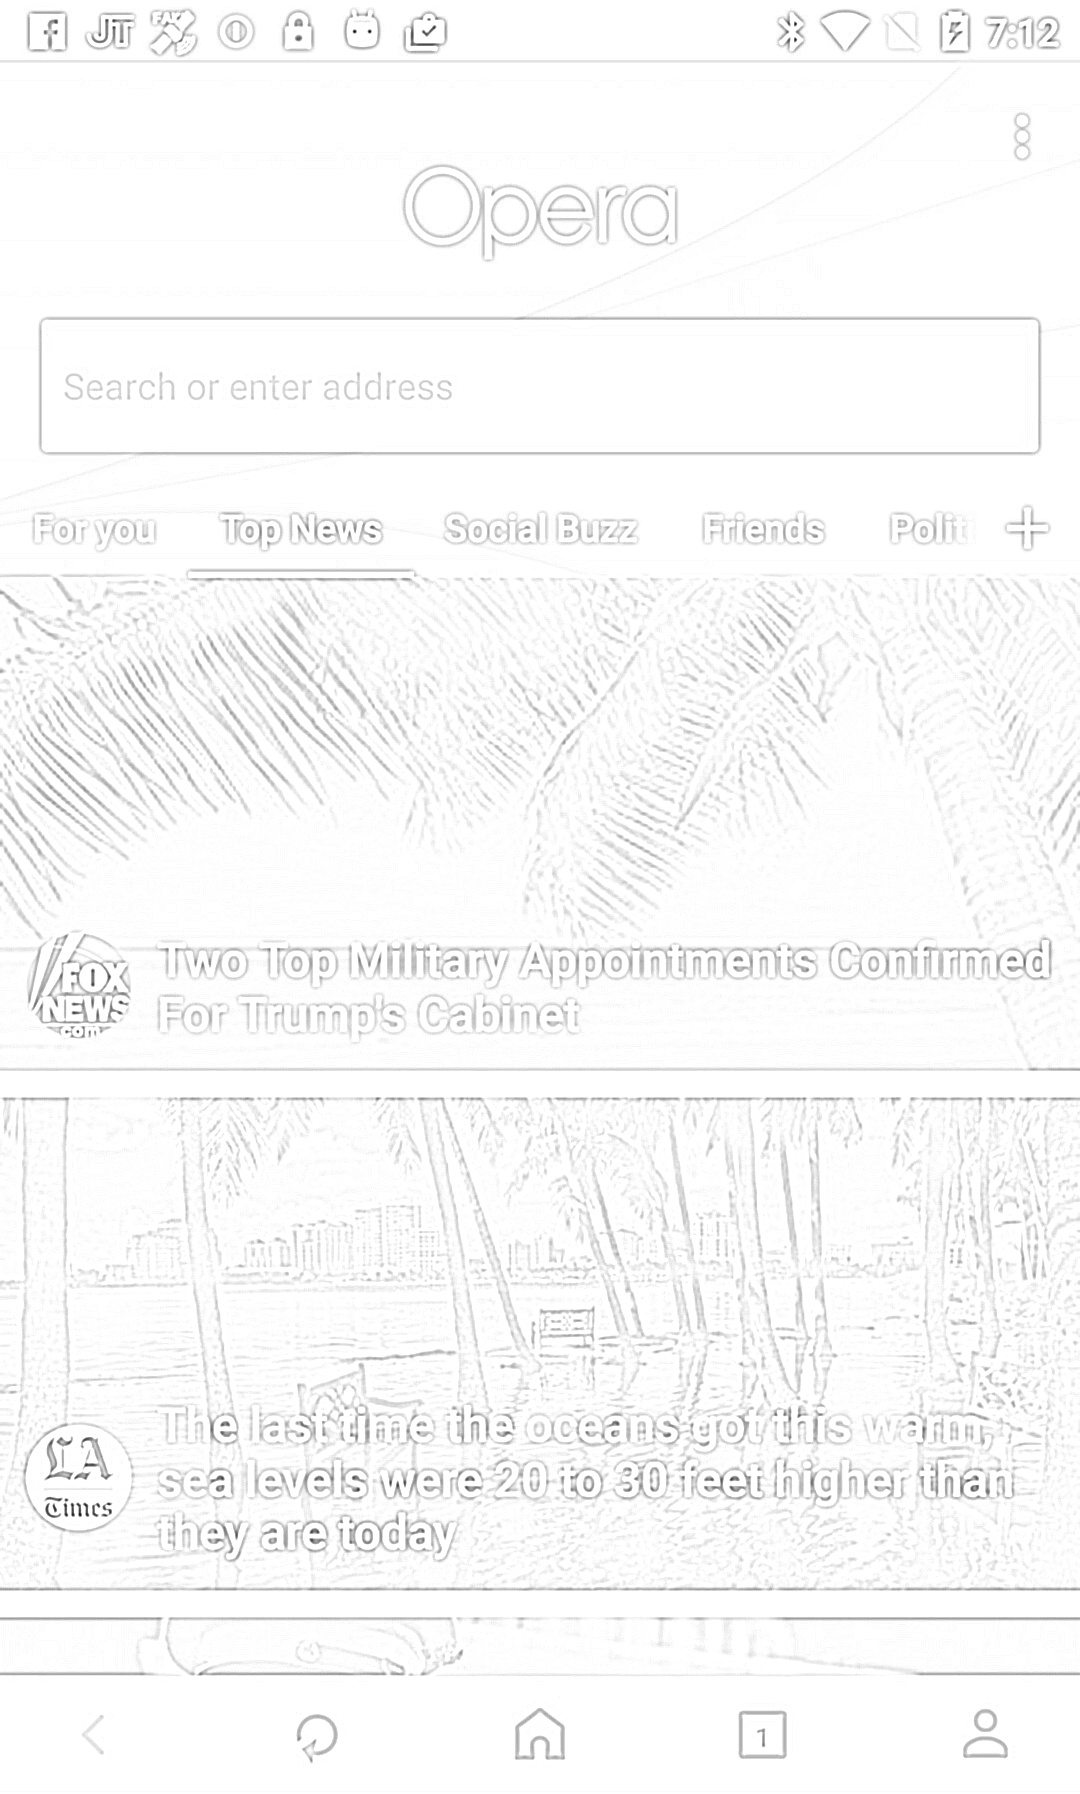 7:12
Opera
Search or enter address
For you Top News Social Buzz Friends Polit
FOX
NEWS
.com
Two Top Military Appointments Confirmed
For Trump's Cabinet
LA
Times
The last time the oceans got this warm,
sea levels were 20 to 30 feet higher than
they are today
1